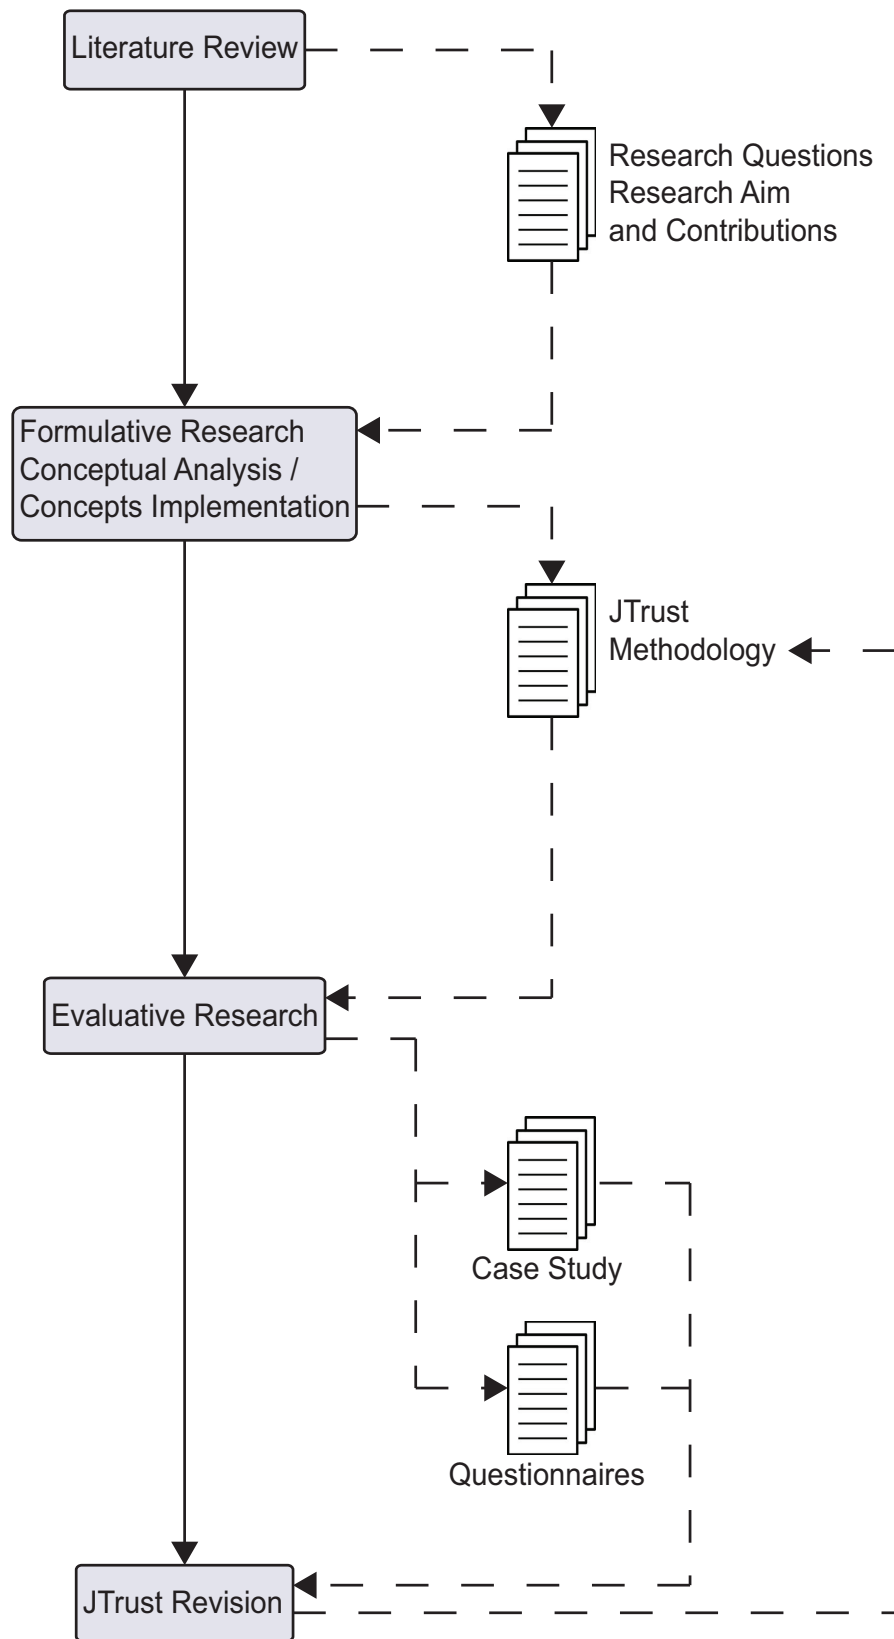 Literature Review
Research Questions
Research Aim
and Contributions
Formulative Research
Conceptual Analysis /
Concepts Implementation
JTrust
Methodology
Evaluative Research
Case Study
Questionnaires
JTrust Revision